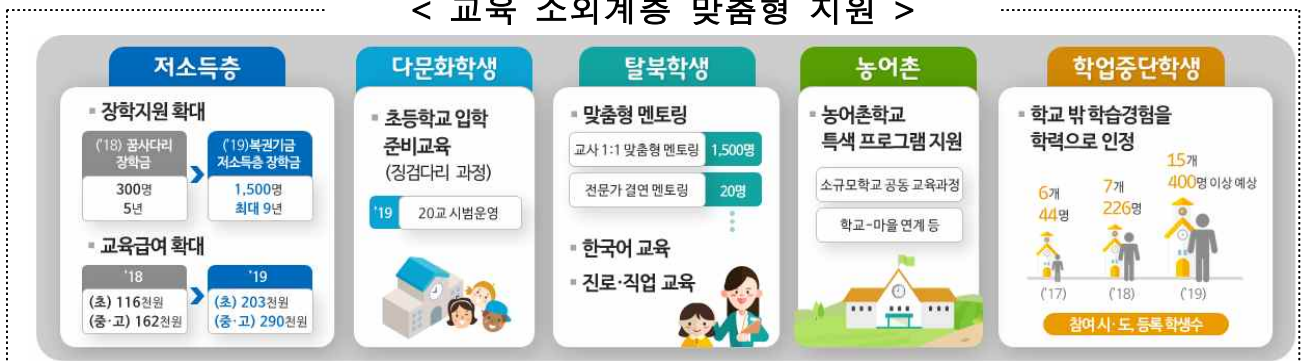 < 교육 소외계층 맞춤형 지원 >
저소득층
▪ 장학지원 확대
('18) 꿈사다리
장학금
300명
5년
('19)복권기금
저소득층 장학금
1,500명
최대 9년
▪ 교육급여 확대
'18
(초) 116천원
(중·고) 162천원
'19
(초) 203천원
(중·고) 290천원
다문화학생
▪ 초등학교 입학
준비교육
(징검다리 과정)
'19 20교 시범운영
탈북학생
▪ 맞춤형 멘토링
교사 1:1 맞춤형 멘토링 1,500명
전문가 결연 멘토링 20명
▪ 한국어 교육
▪ 진로·직업 교육
농어촌
▪ 농어촌학교
특색 프로그램 지원
소규모학교 공동 교육과정
학교-마을 연계 등
학업중단학생
▪ 학교 밖 학습경험을
학력으로 인정
6개
44명
('17)
7개
226명
('18)
15개
400명 이상 예상
('19)
참여 시·도, 등록 학생수